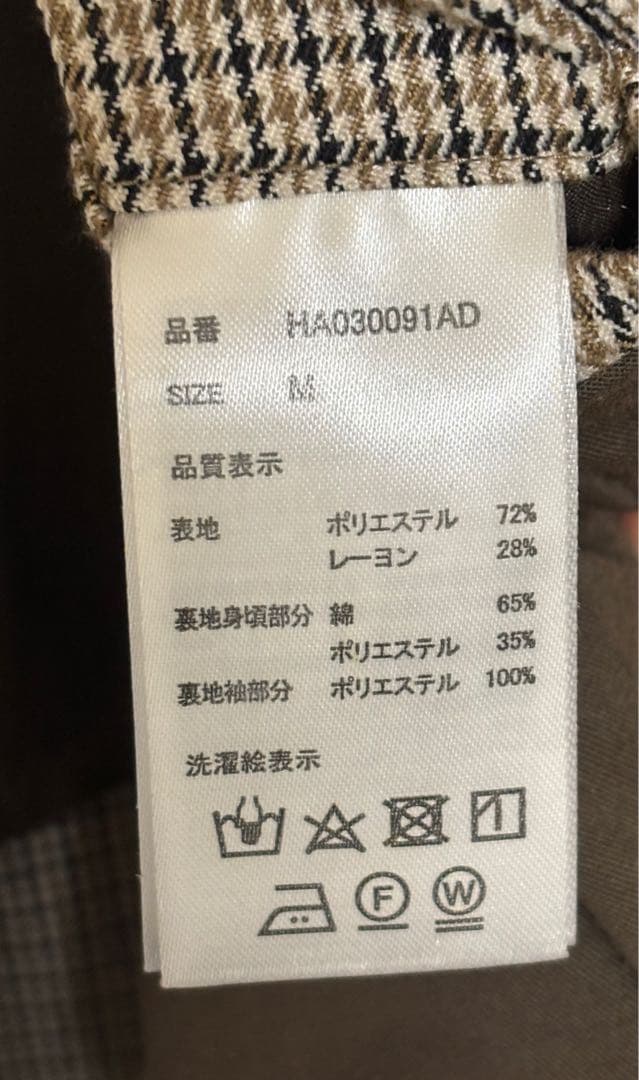 品番 HA030091AD
SIZE M
品質表示
表地 ポリエステル 72%
レーヨン 28%
裏地身頃部分 綿 65%
ポリエステル 35%
裏地袖部分 ポリエステル 100%
洗濯絵表示
F W